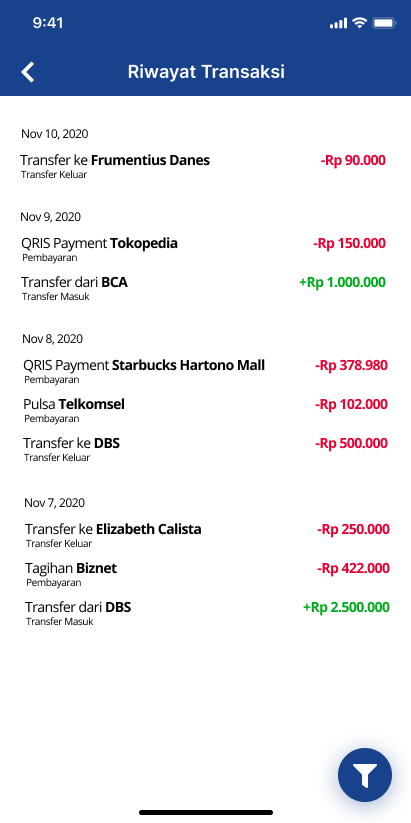 9:41
Riwayat Transaksi
Nov 10, 2020
Transfer ke Frumentius Danes -Rp 90.000
Transfer Keluar
Nov 9, 2020
QRIS Payment Tokopedia -Rp 150.000
Pembayaran
Transfer dari BCA +Rp 1.000.000
Transfer Masuk
Nov 8, 2020
QRIS Payment Starbucks Hartono Mall -Rp 378.980
Pembayaran
Pulsa Telkomsel -Rp 102.000
Pembayaran
Transfer ke DBS -Rp 500.000
Transfer Keluar
Nov 7, 2020
Transfer ke Elizabeth Calista -Rp 250.000
Transfer Keluar
Tagihan Biznet -Rp 422.000
Pembayaran
Transfer dari DBS +Rp 2.500.000
Transfer Masuk